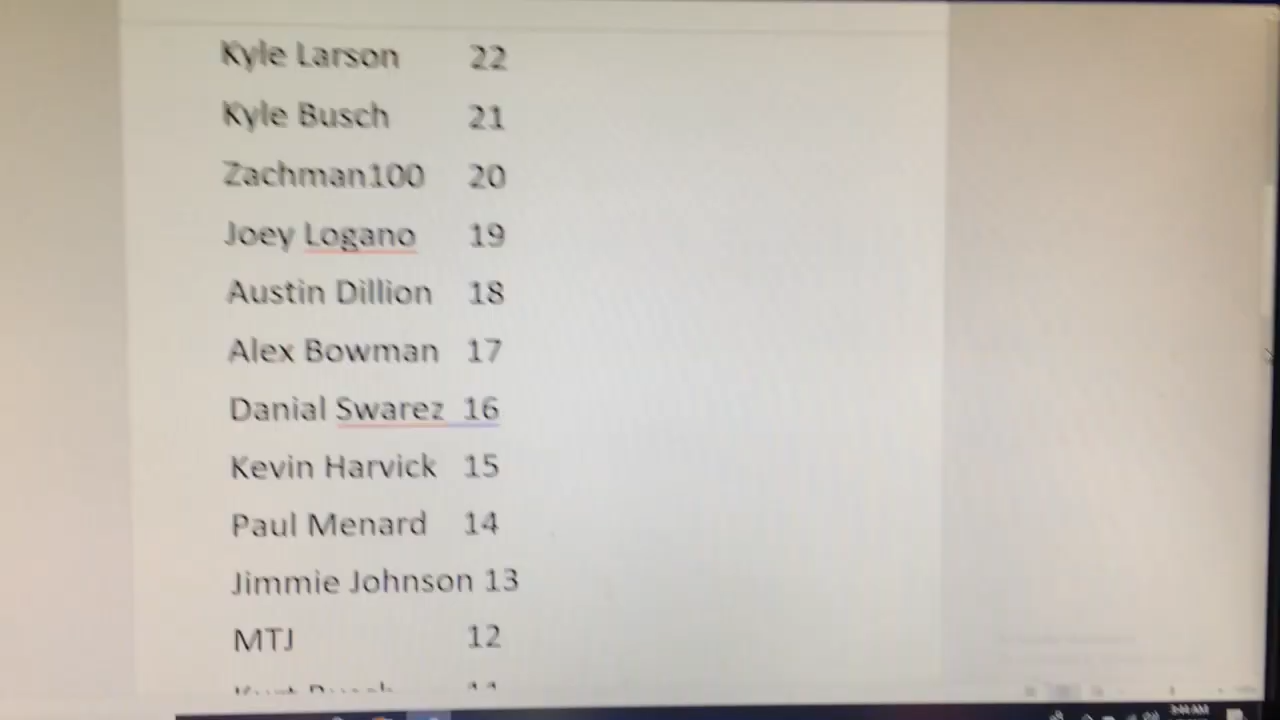 Kyle Larson 22
Kyle Busch 21
Zachman100 20
Joey Logano 19
Austin Dillion 18
Alex Bowman 17
Danial Swarez 16
Kevin Harvick 15
Paul Menard 14
Jimmie Johnson 13
MTJ 12